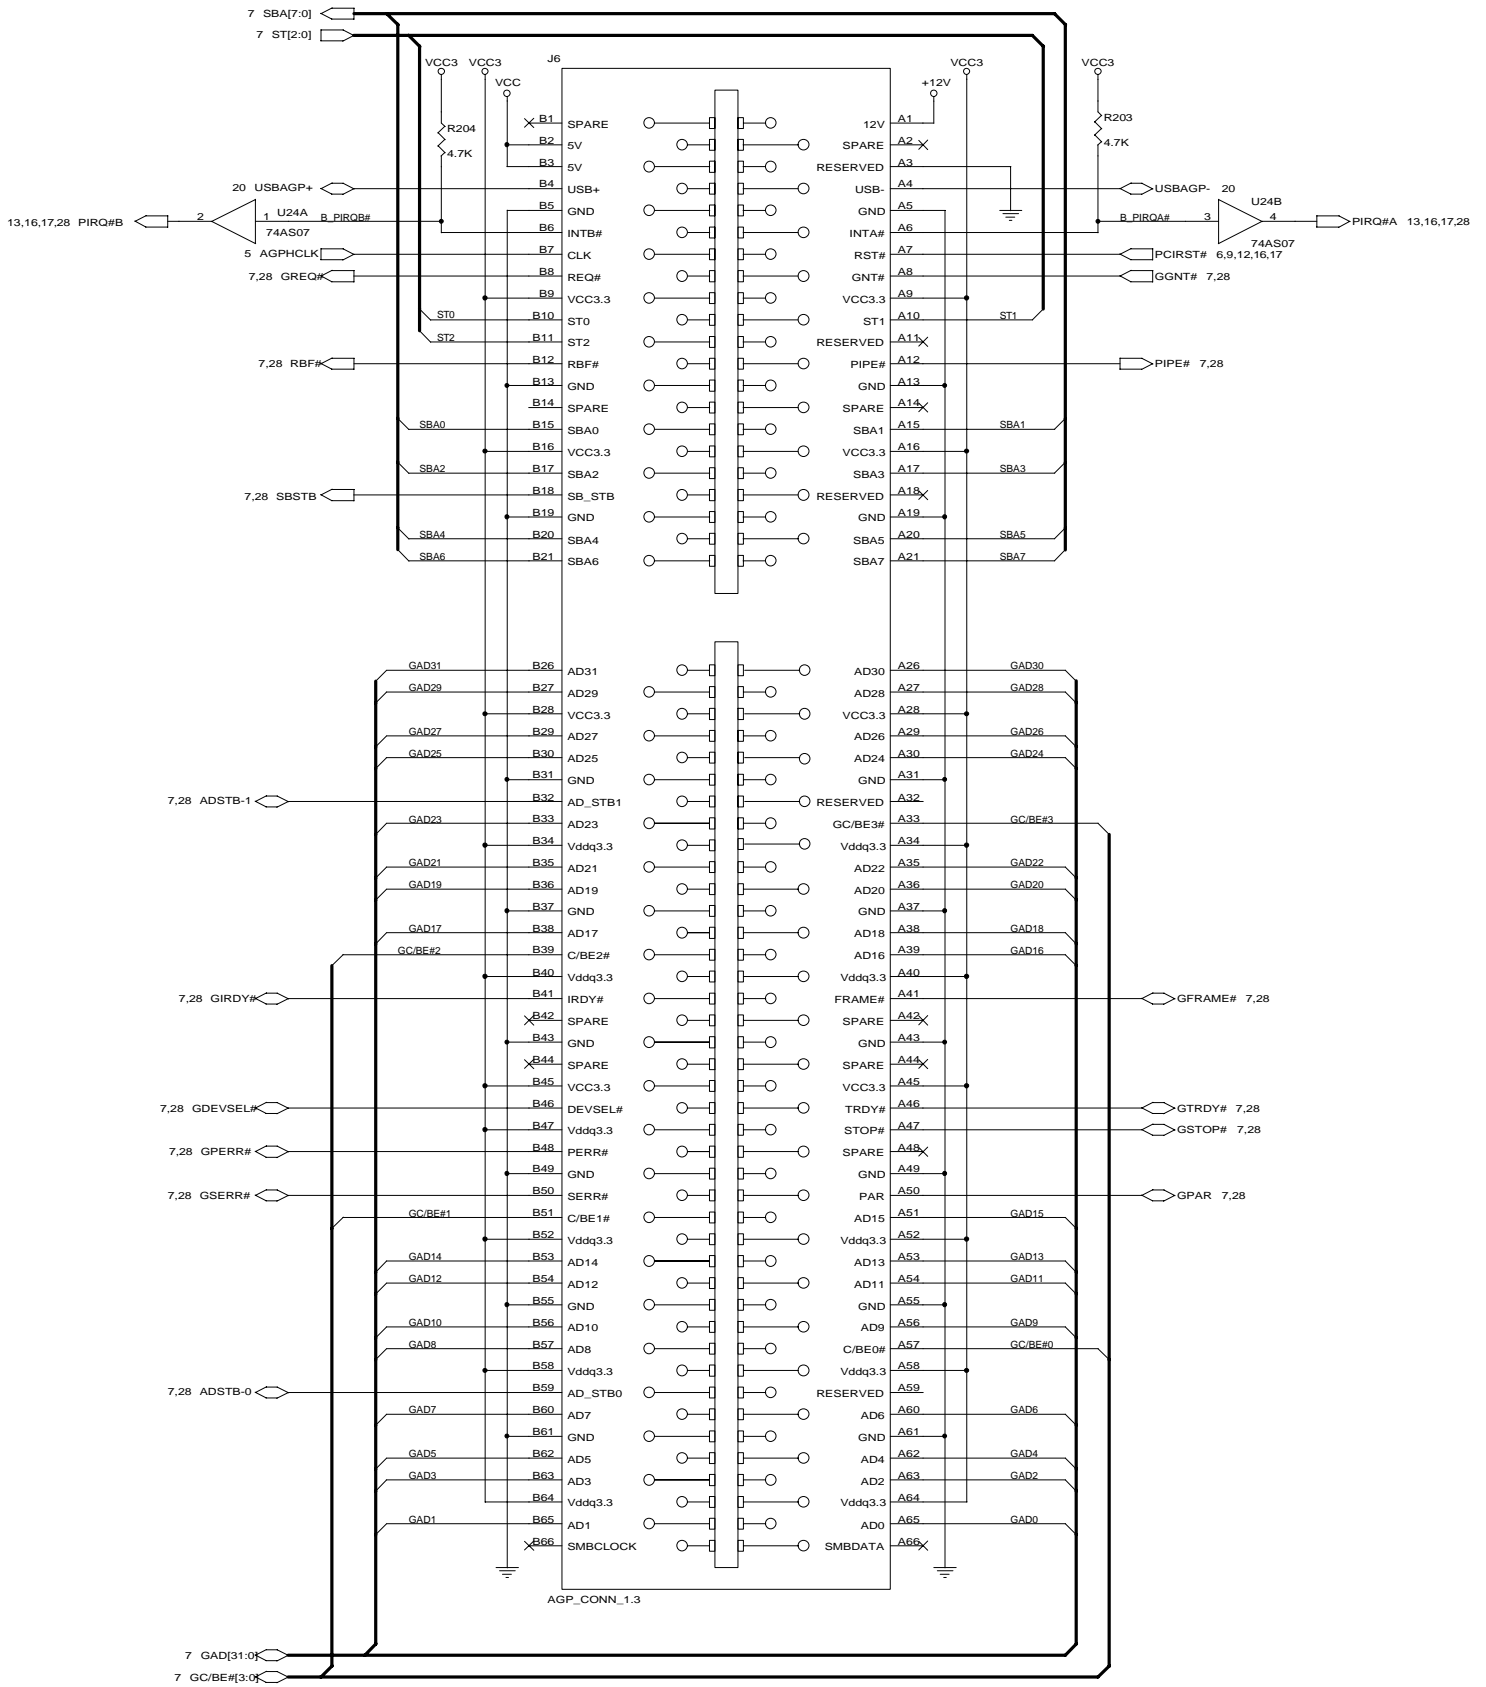 7 SBA[7:0]
7 ST[2:0]
J6
VCC3 VCC3 VCC +12V VCC3 VCC3
R204 4.7K
R203 4.7K
B1 SPARE 12V A1
B2 5V SPARE A2
B3 5V RESERVED A3
20 USBAGP+ B4 USB+ USB- A4 USBAGP- 20
B5 GND GND A5
13,16,17,28 PIRQ#B 2 1 U24A 74AS07 B_PIRQB# B6 INTB# INTA# A6 B_PIRQA# 3 4 U24B 74AS07 PIRQ#A 13,16,17,28
5 AGPHCLK B7 CLK RST# A7 PCIRST# 6,9,12,16,17
7,28 GREQ# B8 REQ# GNT# A8 GGNT# 7,28
B9 VCC3.3 VCC3.3 A9
ST0 B10 ST0 ST1 A10 ST1
ST2 B11 ST2 RESERVED A11
7,28 RBF# B12 RBF# PIPE# A12 PIPE# 7,28
B13 GND GND A13
B14 SPARE SPARE A14
SBA0 B15 SBA0 SBA1 A15 SBA1
B16 VCC3.3 VCC3.3 A16
SBA2 B17 SBA2 SBA3 A17 SBA3
7,28 SBSTB B18 SB_STB RESERVED A18
B19 GND GND A19
SBA4 B20 SBA4 SBA5 A20 SBA5
SBA6 B21 SBA6 SBA7 A21 SBA7
GAD31 B26 AD31 AD30 A26 GAD30
GAD29 B27 AD29 AD28 A27 GAD28
B28 VCC3.3 VCC3.3 A28
GAD27 B29 AD27 AD26 A29 GAD26
GAD25 B30 AD25 AD24 A30 GAD24
B31 GND GND A31
7,28 ADSTB-1 B32 AD_STB1 RESERVED A32
GAD23 B33 AD23 GC/BE3# A33 GC/BE#3
B34 Vddq3.3 Vddq3.3 A34
GAD21 B35 AD21 AD22 A35 GAD22
GAD19 B36 AD19 AD20 A36 GAD20
B37 GND GND A37
GAD17 B38 AD17 AD18 A38 GAD18
GC/BE#2 B39 C/BE2# AD16 A39 GAD16
B40 Vddq3.3 Vddq3.3 A40
7,28 GIRDY# B41 IRDY# FRAME# A41 GFRAME# 7,28
B42 SPARE SPARE A42
B43 GND GND A43
B44 SPARE SPARE A44
B45 VCC3.3 VCC3.3 A45
7,28 GDEVSEL# B46 DEVSEL# TRDY# A46 GTRDY# 7,28
B47 Vddq3.3 STOP# A47 GSTOP# 7,28
7,28 GPERR# B48 PERR# SPARE A48
B49 GND GND A49
7,28 GSERR# B50 SERR# PAR A50 GPAR 7,28
GC/BE#1 B51 C/BE1# AD15 A51 GAD15
B52 Vddq3.3 Vddq3.3 A52
GAD14 B53 AD14 AD13 A53 GAD13
GAD12 B54 AD12 AD11 A54 GAD11
B55 GND GND A55
GAD10 B56 AD10 AD9 A56 GAD9
GAD8 B57 AD8 C/BE0# A57 GC/BE#0
B58 Vddq3.3 Vddq3.3 A58
7,28 ADSTB-0 B59 AD_STB0 RESERVED A59
GAD7 B60 AD7 AD6 A60 GAD6
B61 GND GND A61
GAD5 B62 AD5 AD4 A62 GAD4
GAD3 B63 AD3 AD2 A63 GAD2
B64 Vddq3.3 Vddq3.3 A64
GAD1 B65 AD1 AD0 A65 GAD0
B66 SMBCLOCK SMBDATA A66
AGP_CONN_1.3
7 GAD[31:0]
7 GC/BE#[3:0]